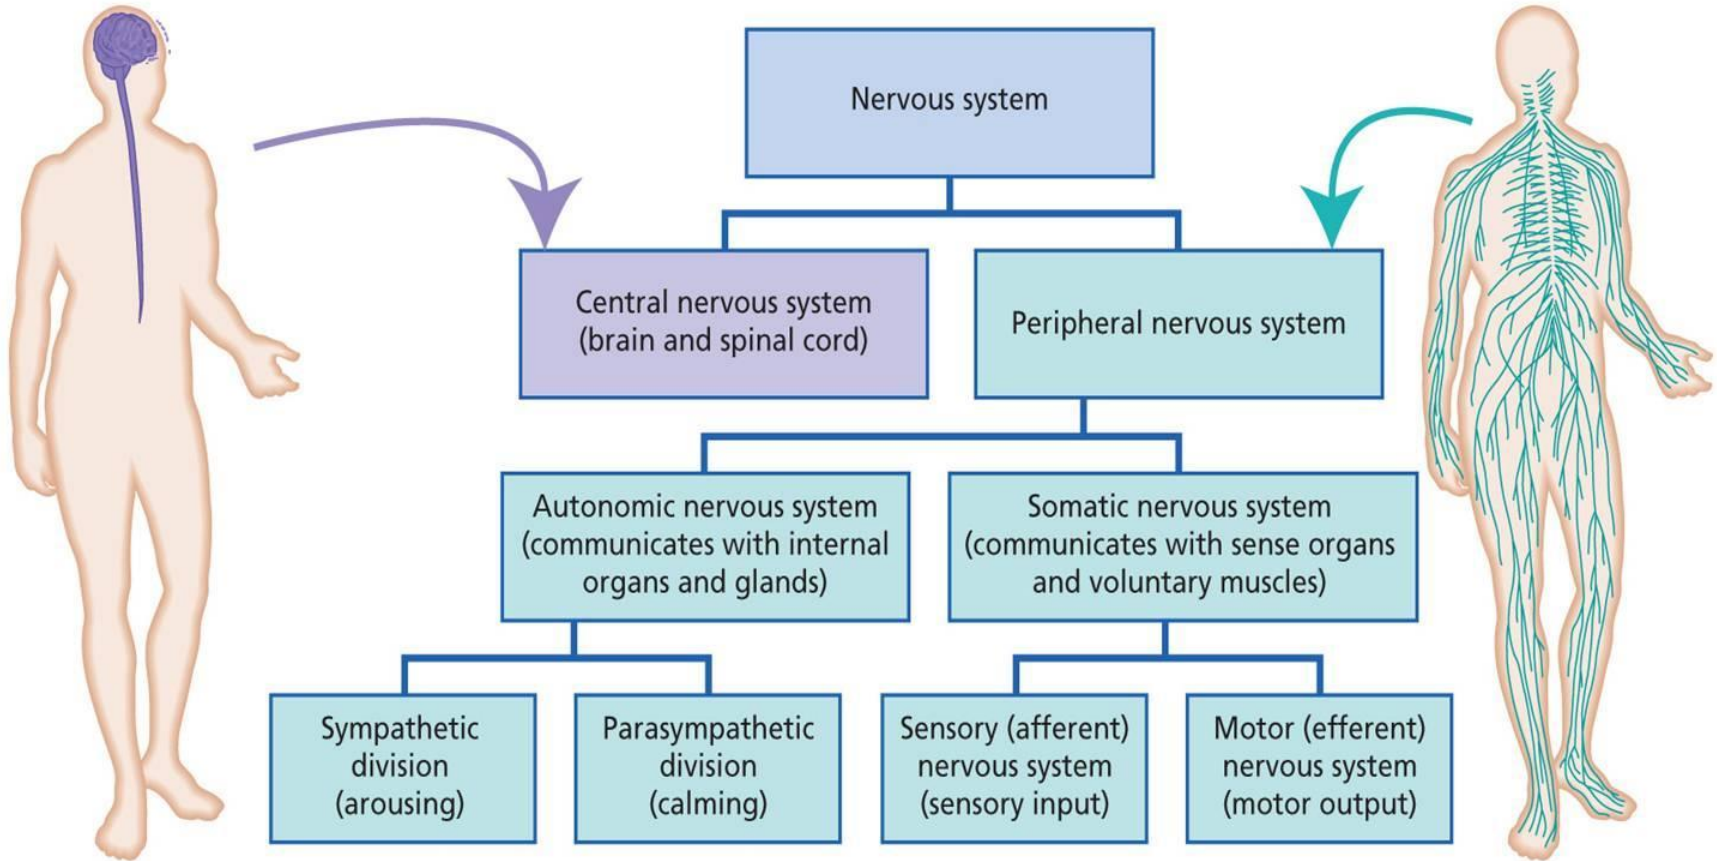 Nervous system
Central nervous system
(brain and spinal cord)
Peripheral nervous system
Autonomic nervous system
(communicates with internal
organs and glands)
Somatic nervous system
(communicates with sense organs
and voluntary muscles)
Sympathetic
division
(arousing)
Parasympathetic
division
(calming)
Sensory (afferent)
nervous system
(sensory input)
Motor (efferent)
nervous system
(motor output)